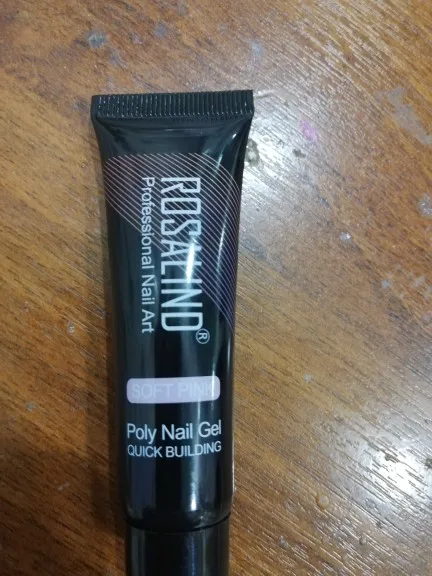 ROSALIND®
Professional Nail Art
SOFT PINK
Poly Nail Gel
QUICK BUILDING